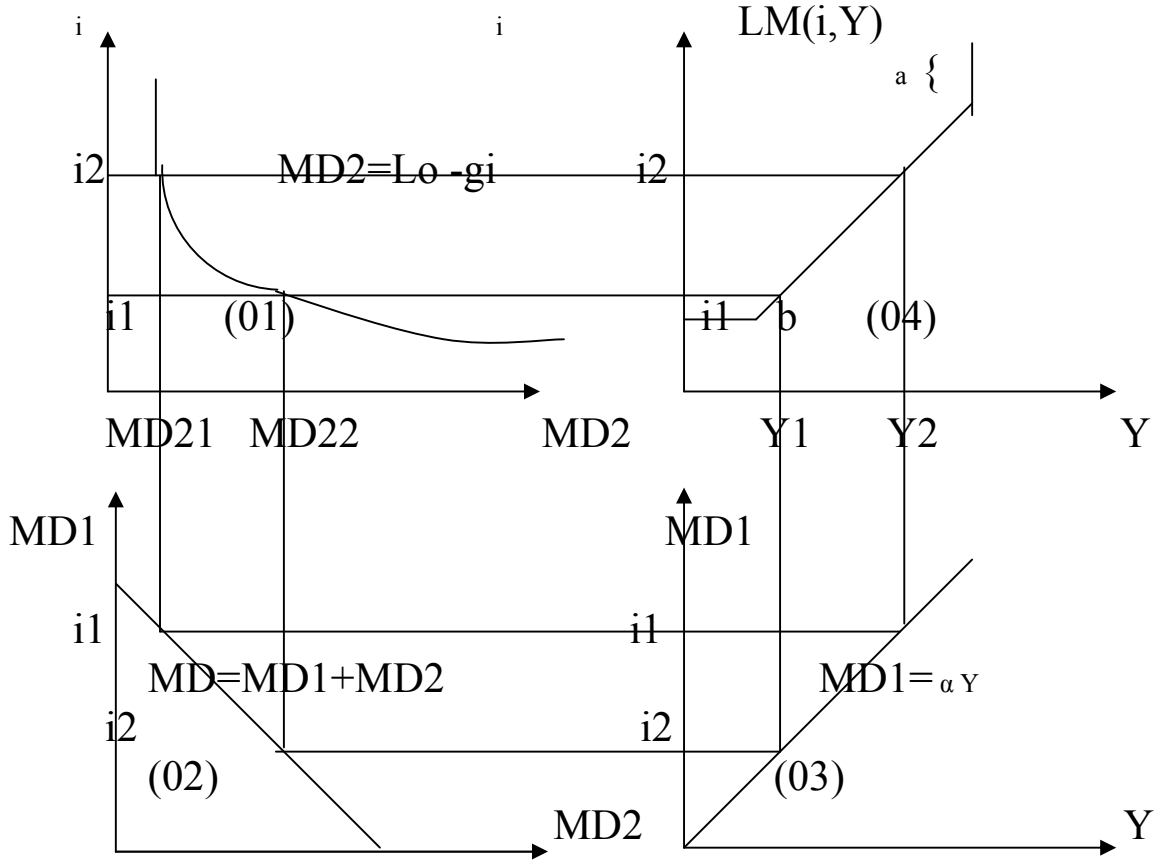 i i LM(i,Y)
a {
i2 MD2=Lo -gi i2
i1 (01) i1 b (04)
MD21 MD22 MD2 Y1 Y2 Y
MD1 MD1
i1 i1
MD=MD1+MD2 MD1= α Y
i2 i2
(02) (03)
MD2 Y